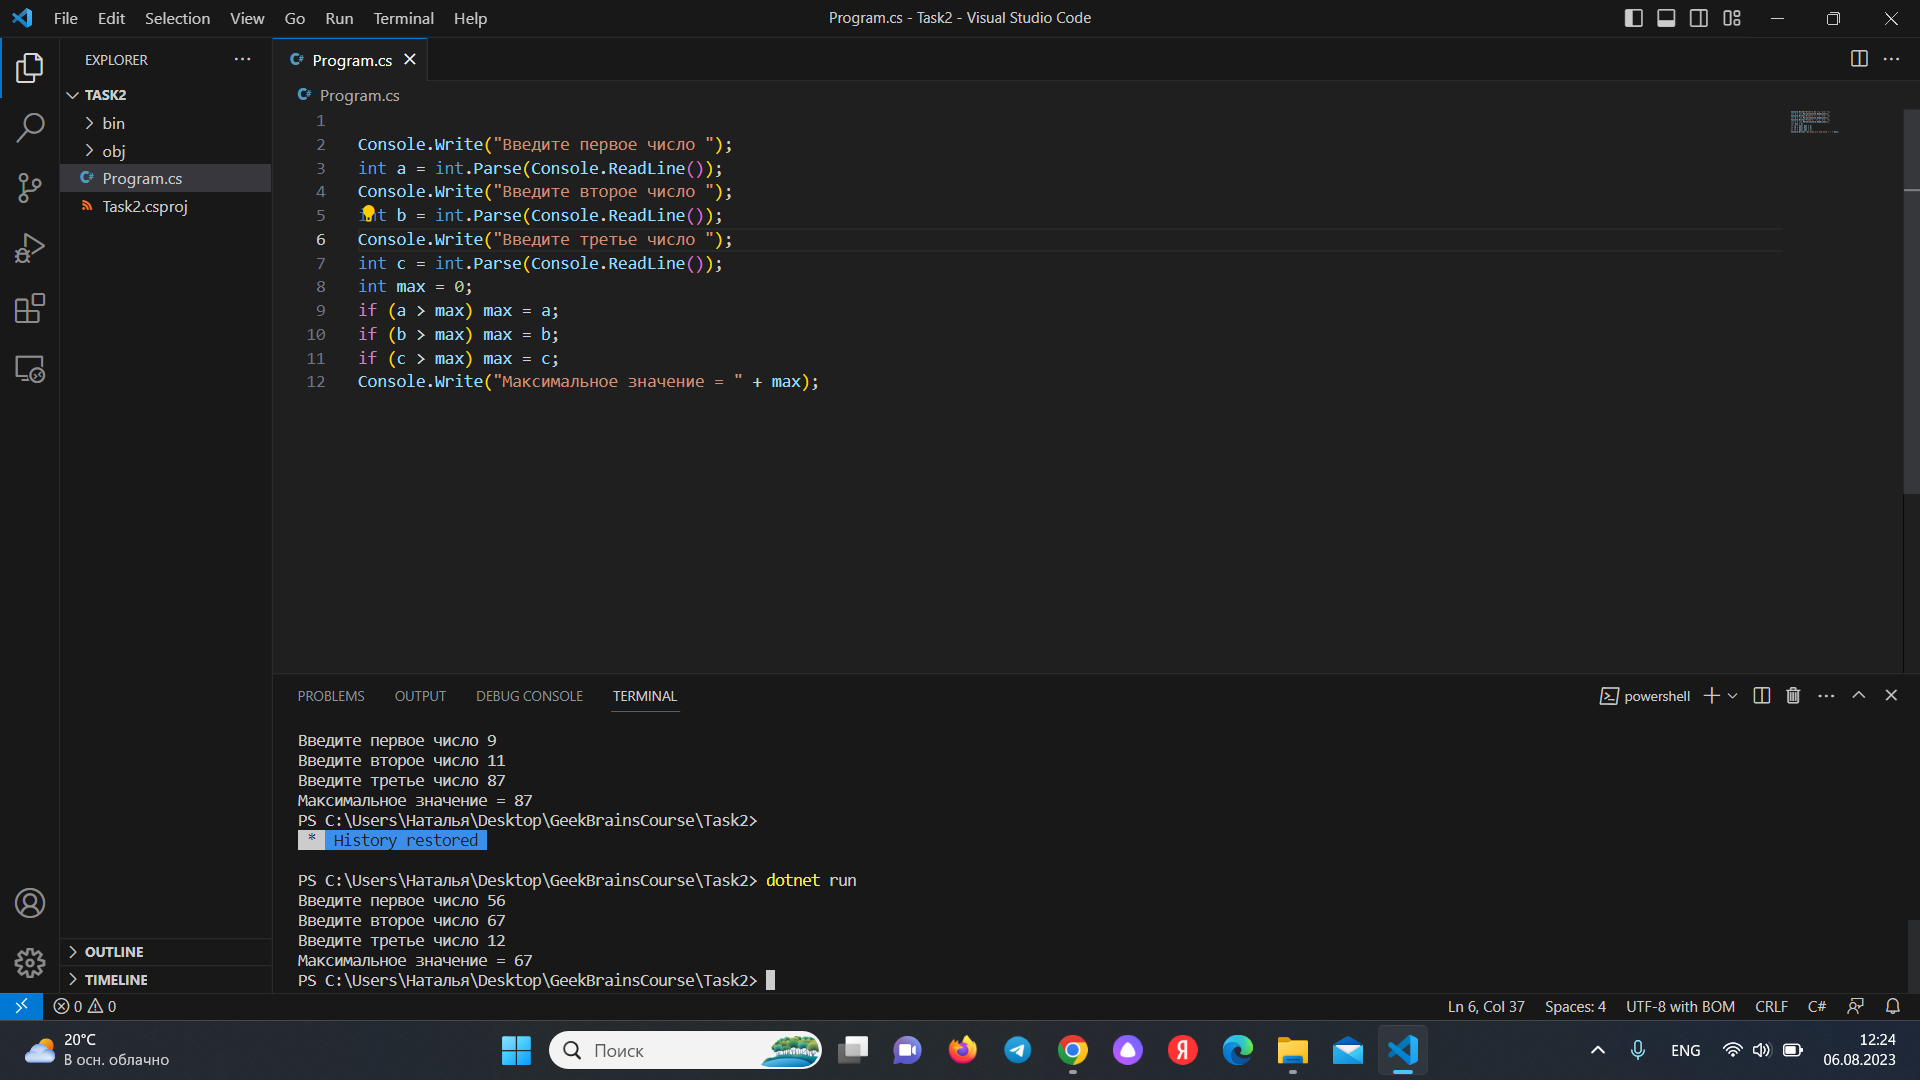 File Edit Selection View Go Run Terminal Help
Program.cs - Task2 - Visual Studio Code
EXPLORER
TASK2
bin
obj
Program.cs
Task2.csproj
OUTLINE
TIMELINE
Program.cs
Program.cs
1
2 Console.Write("Введите первое число ");
3 int a = int.Parse(Console.ReadLine());
4 Console.Write("Введите второе число ");
5 int b = int.Parse(Console.ReadLine());
6 Console.Write("Введите третье число ");
7 int c = int.Parse(Console.ReadLine());
8 int max = 0;
9 if (a > max) max = a;
10 if (b > max) max = b;
11 if (c > max) max = c;
12 Console.Write("Максимальное значение = " + max);
PROBLEMS OUTPUT DEBUG CONSOLE TERMINAL
powershell
Введите первое число 9
Введите второе число 11
Введите третье число 87
Максимальное значение = 87
PS C:\Users\Наталья\Desktop\GeekBrainsCourse\Task2>
* History restored
PS C:\Users\Наталья\Desktop\GeekBrainsCourse\Task2> dotnet run
Введите первое число 56
Введите второе число 67
Введите третье число 12
Максимальное значение = 67
PS C:\Users\Наталья\Desktop\GeekBrainsCourse\Task2>
0 0
Ln 6, Col 37 Spaces: 4 UTF-8 with BOM CRLF C#
20°C
В осн. облачно
Поиск
Я
ENG
12:24
06.08.2023